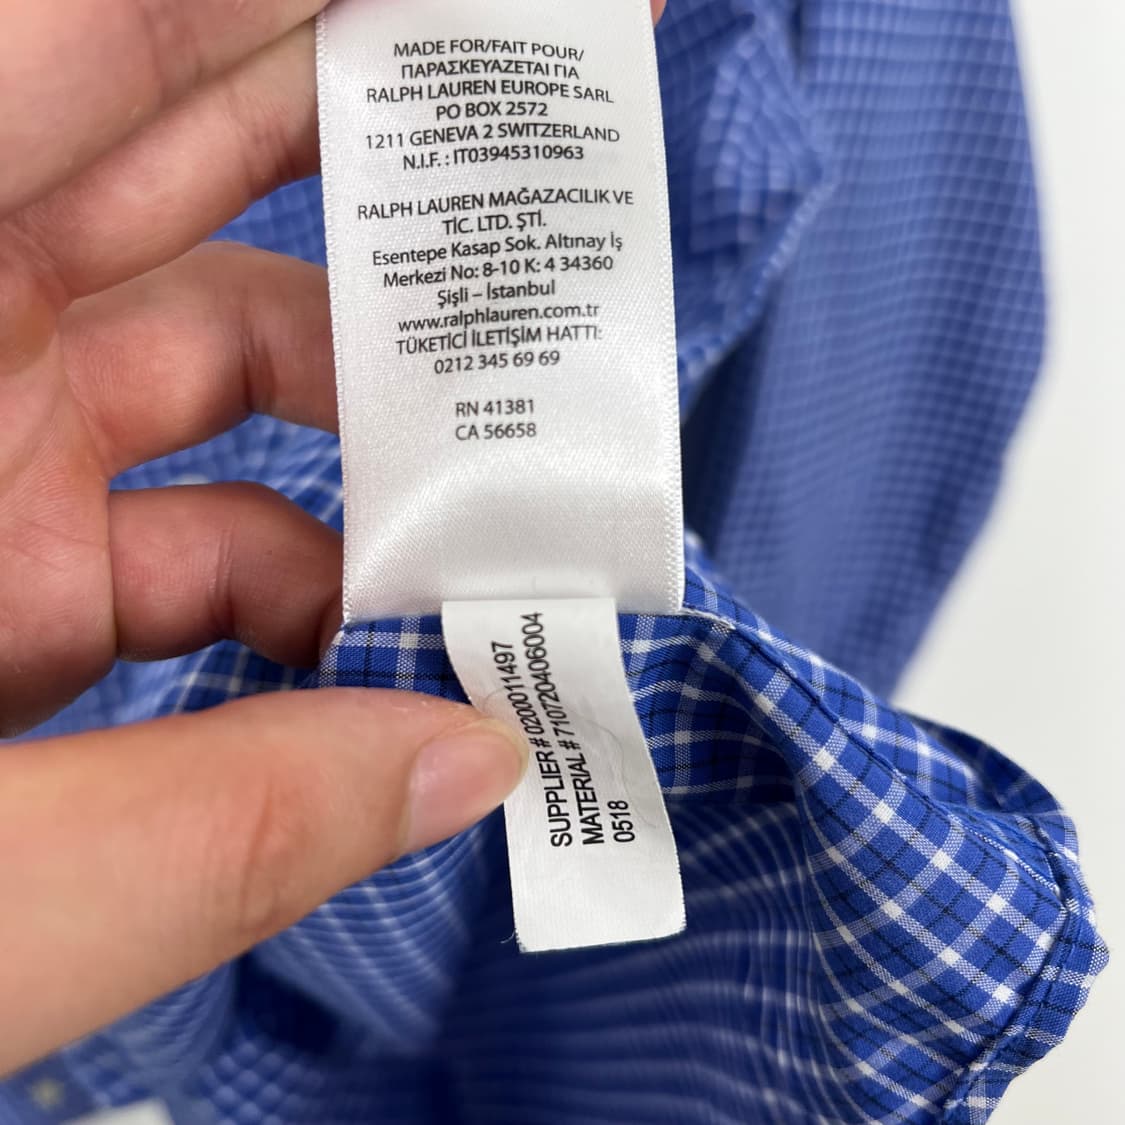 MADE FOR/FAIT POUR/
ΠΑΡΑΣΚΕΥΑΖΕΤΑΙ ΓΙΑ
RALPH LAUREN EUROPE SARL
PO BOX 2572
1211 GENEVA 2 SWITZERLAND
N.I.F. : IT03945310963
RALPH LAUREN MAĞAZACILIK VE
TİC. LTD. ŞTİ.
Esentepe Kasap Sok. Altınay İş
Merkezi No: 8-10 K: 4 34360
Şişli – İstanbul
www.ralphlauren.com.tr
TÜKETİCİ İLETİŞİM HATTI:
0212 345 69 69
RN 41381
CA 56658
SUPPLIER # 0200011497
MATERIAL # 710720406004
0518